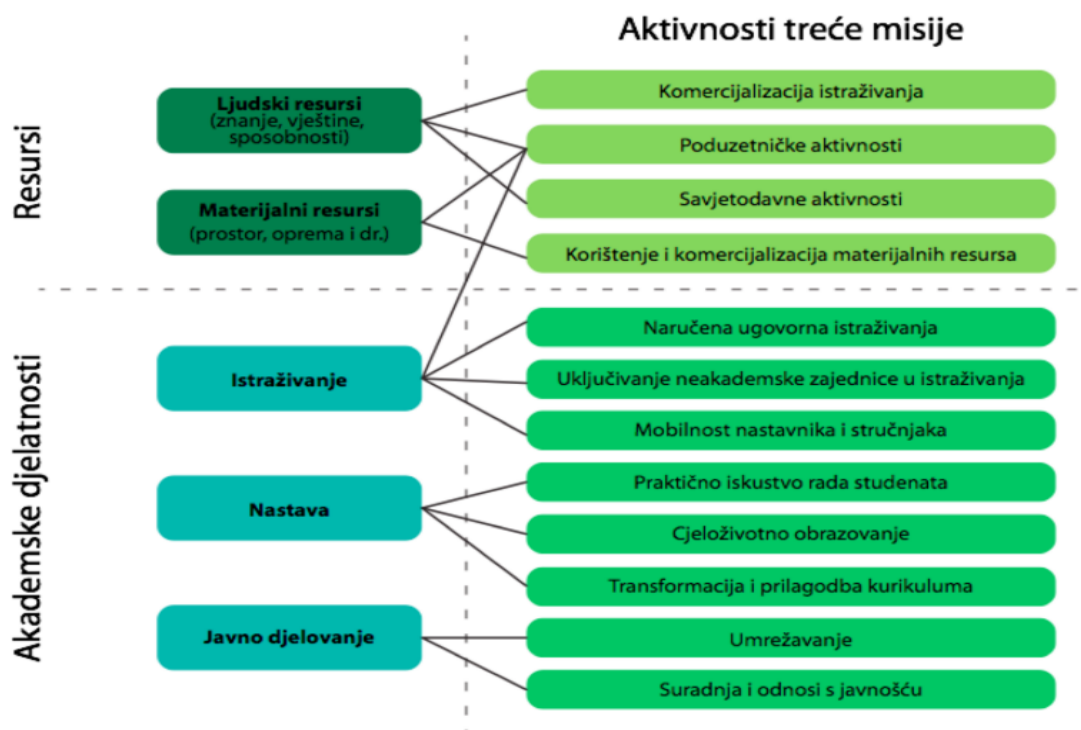 Aktivnosti treće misije
Resursi
Ljudski resursi
(znanje, vještine,
sposobnosti)
Materijalni resursi
(prostor, oprema i dr.)
Komercijalizacija istraživanja
Poduzetničke aktivnosti
Savjetodavne aktivnosti
Korištenje i komercijalizacija materijalnih resursa
Akademske djelatnosti
Istraživanje
Nastava
Javno djelovanje
Naručena ugovorna istraživanja
Uključivanje neakademske zajednice u istraživanja
Mobilnost nastavnika i stručnjaka
Praktično iskustvo rada studenata
Cjeloživotno obrazovanje
Transformacija i prilagodba kurikuluma
Umrežavanje
Suradnja i odnosi s javnošću